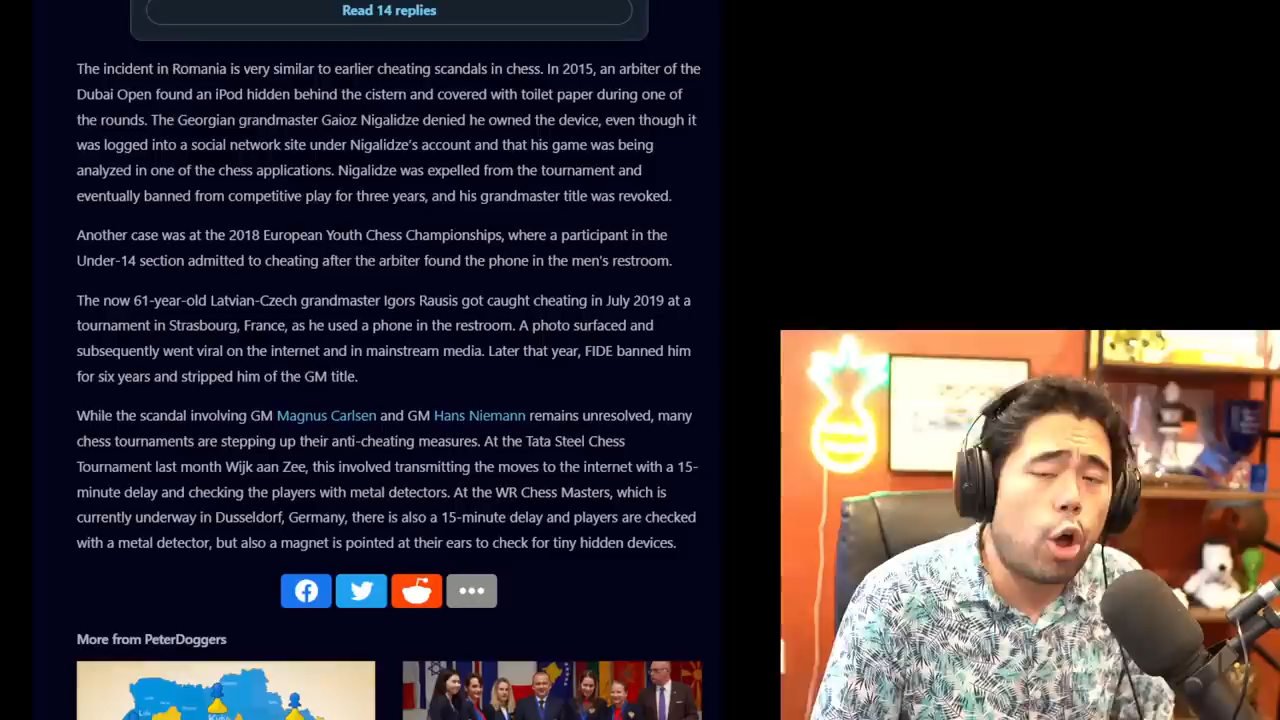 Read 14 replies
The incident in Romania is very similar to earlier cheating scandals in chess. In 2015, an arbiter of the
Dubai Open found an iPod hidden behind the cistern and covered with toilet paper during one of
the rounds. The Georgian grandmaster Gaioz Nigalidze denied he owned the device, even though it
was logged into a social network site under Nigalidze's account and that his game was being
analyzed in one of the chess applications. Nigalidze was expelled from the tournament and
eventually banned from competitive play for three years, and his grandmaster title was revoked.
Another case was at the 2018 European Youth Chess Championships, where a participant in the
Under-14 section admitted to cheating after the arbiter found the phone in the men's restroom.
The now 61-year-old Latvian-Czech grandmaster Igors Rausis got caught cheating in July 2019 at a
tournament in Strasbourg, France, as he used a phone in the restroom. A photo surfaced and
subsequently went viral on the internet and in mainstream media. Later that year, FIDE banned him
for six years and stripped him of the GM title.
While the scandal involving GM Magnus Carlsen and GM Hans Niemann remains unresolved, many
chess tournaments are stepping up their anti-cheating measures. At the Tata Steel Chess
Tournament last month Wijk aan Zee, this involved transmitting the moves to the internet with a 15-
minute delay and checking the players with metal detectors. At the WR Chess Masters, which is
currently underway in Dusseldorf, Germany, there is also a 15-minute delay and players are checked
with a metal detector, but also a magnet is pointed at their ears to check for tiny hidden devices.
More from PeterDoggers